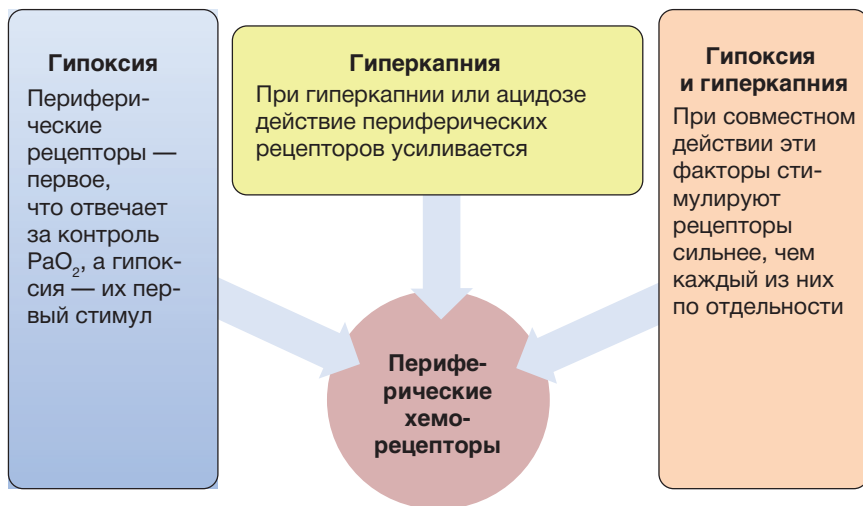 Гипоксия
Перифери-
ческие
рецепторы —
первое,
что отвечает
за контроль
PaO₂, а гипок-
сия — их пер-
вый стимул
Гиперкапния
При гиперкапнии или ацидозе
действие периферических
рецепторов усиливается
Гипоксия
и гиперкапния
При совместном
действии эти
факторы сти-
мулируют
рецепторы
сильнее, чем
каждый из них
по отдельности
Перифе-
рические
хемо-
рецепторы